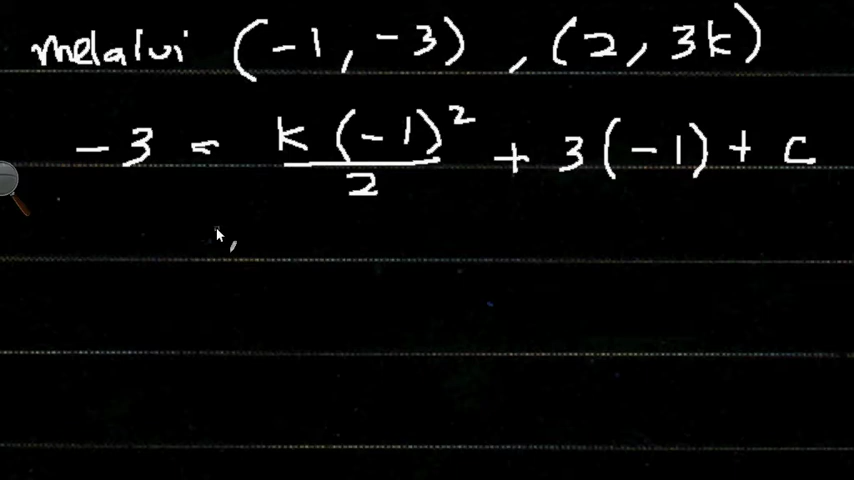 melalui (-1, -3), (2, 3k)
-3 = k(-1)²/2 + 3(-1) + c